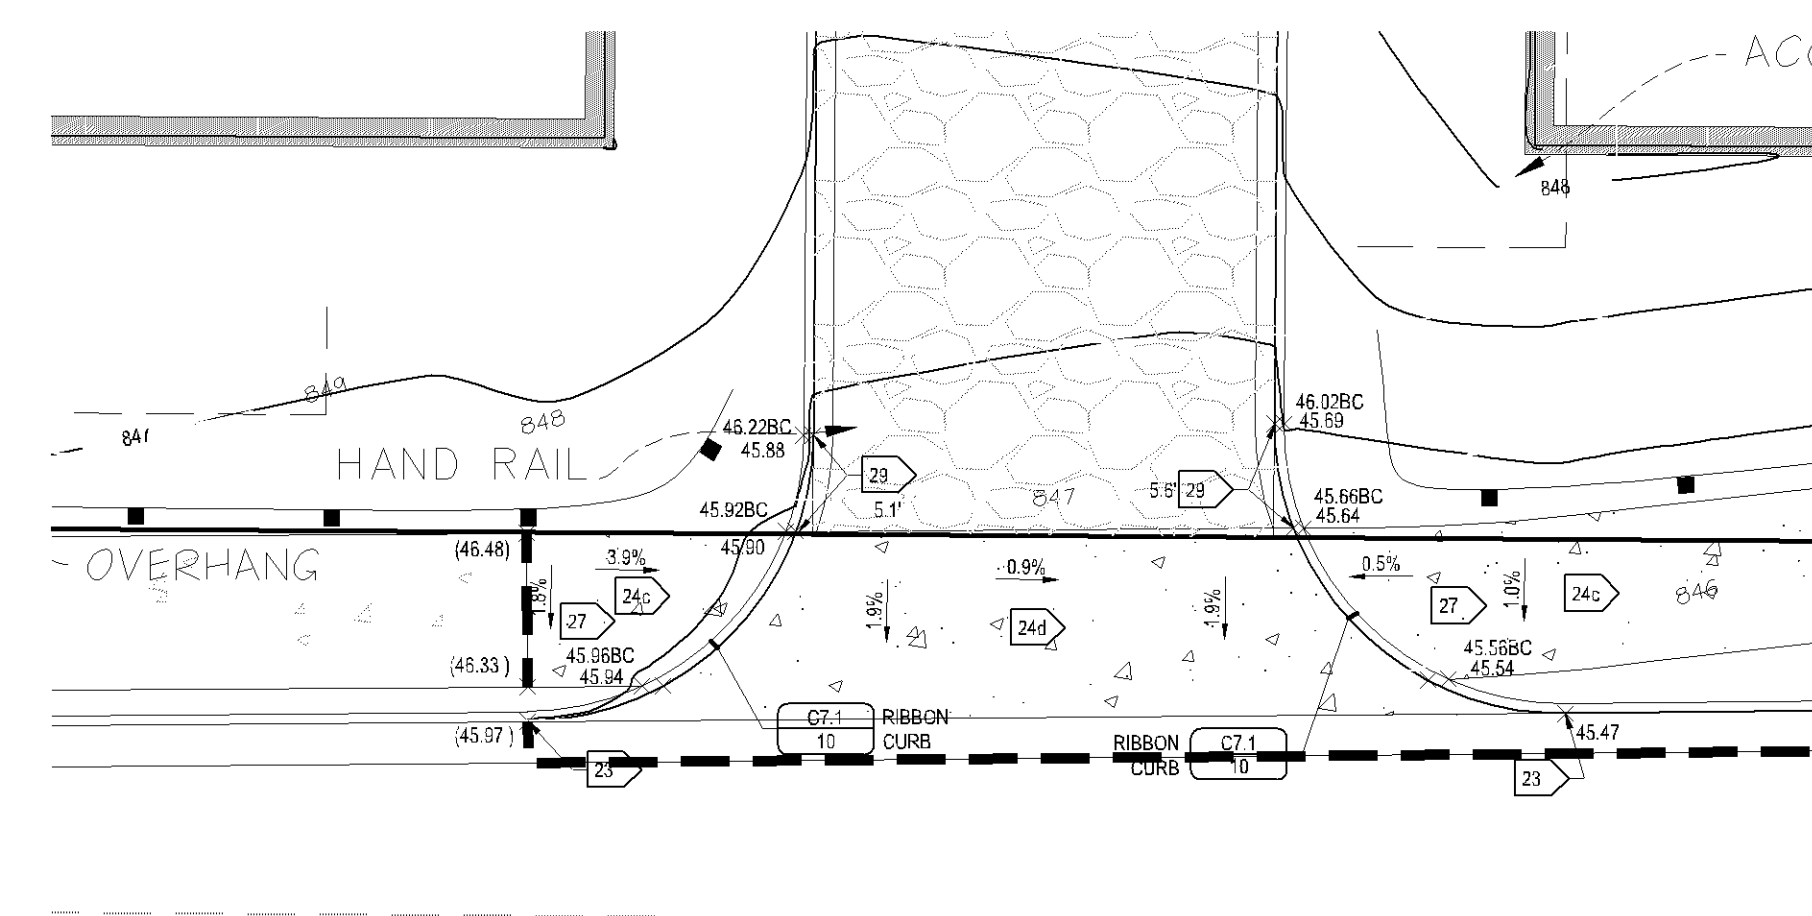 ACC
848
849
848
847
46.22BC
45.88
HAND RAIL
46.02BC
45.69
29
5.1'
5.6'
29
847
45.92BC
45.90
45.66BC
45.64
(46.48)
OVERHANG
3.9%
0.9%
0.5%
1.8%
24c
27
1.9%
24d
1.9%
27
1.0%
24c
846
(46.33)
45.96BC
45.94
45.56BC
45.54
(45.97)
C7.1
10
RIBBON
CURB
RIBBON
CURB
C7.1
10
45.47
23
23